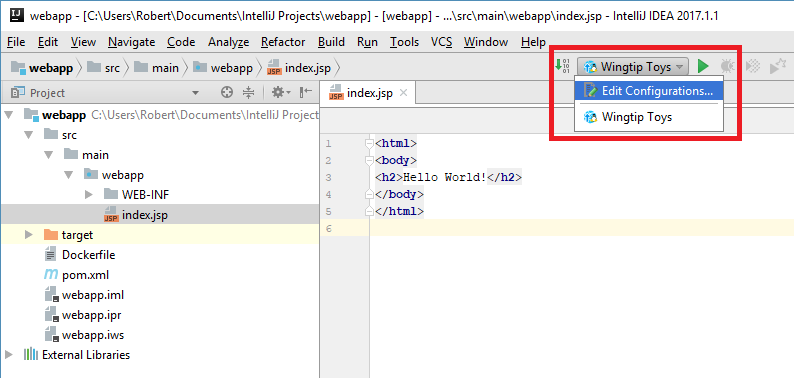 webapp - [C:\Users\Robert\Documents\IntelliJ Projects\webapp] - [webapp] - ...\src\main\webapp\index.jsp - IntelliJ IDEA 2017.1.1
File Edit View Navigate Code Analyze Refactor Build Run Tools VCS Window Help
webapp src main webapp index.jsp Wingtip Toys
Edit Configurations...
Wingtip Toys
Project
index.jsp
webapp C:\Users\Robert\Documents\IntelliJ Project
src
main
webapp
WEB-INF
index.jsp
target
Dockerfile
pom.xml
webapp.iml
webapp.ipr
webapp.iws
External Libraries
1 <html>
2 <body>
3 <h2>Hello World!</h2>
4 </body>
5 </html>
6